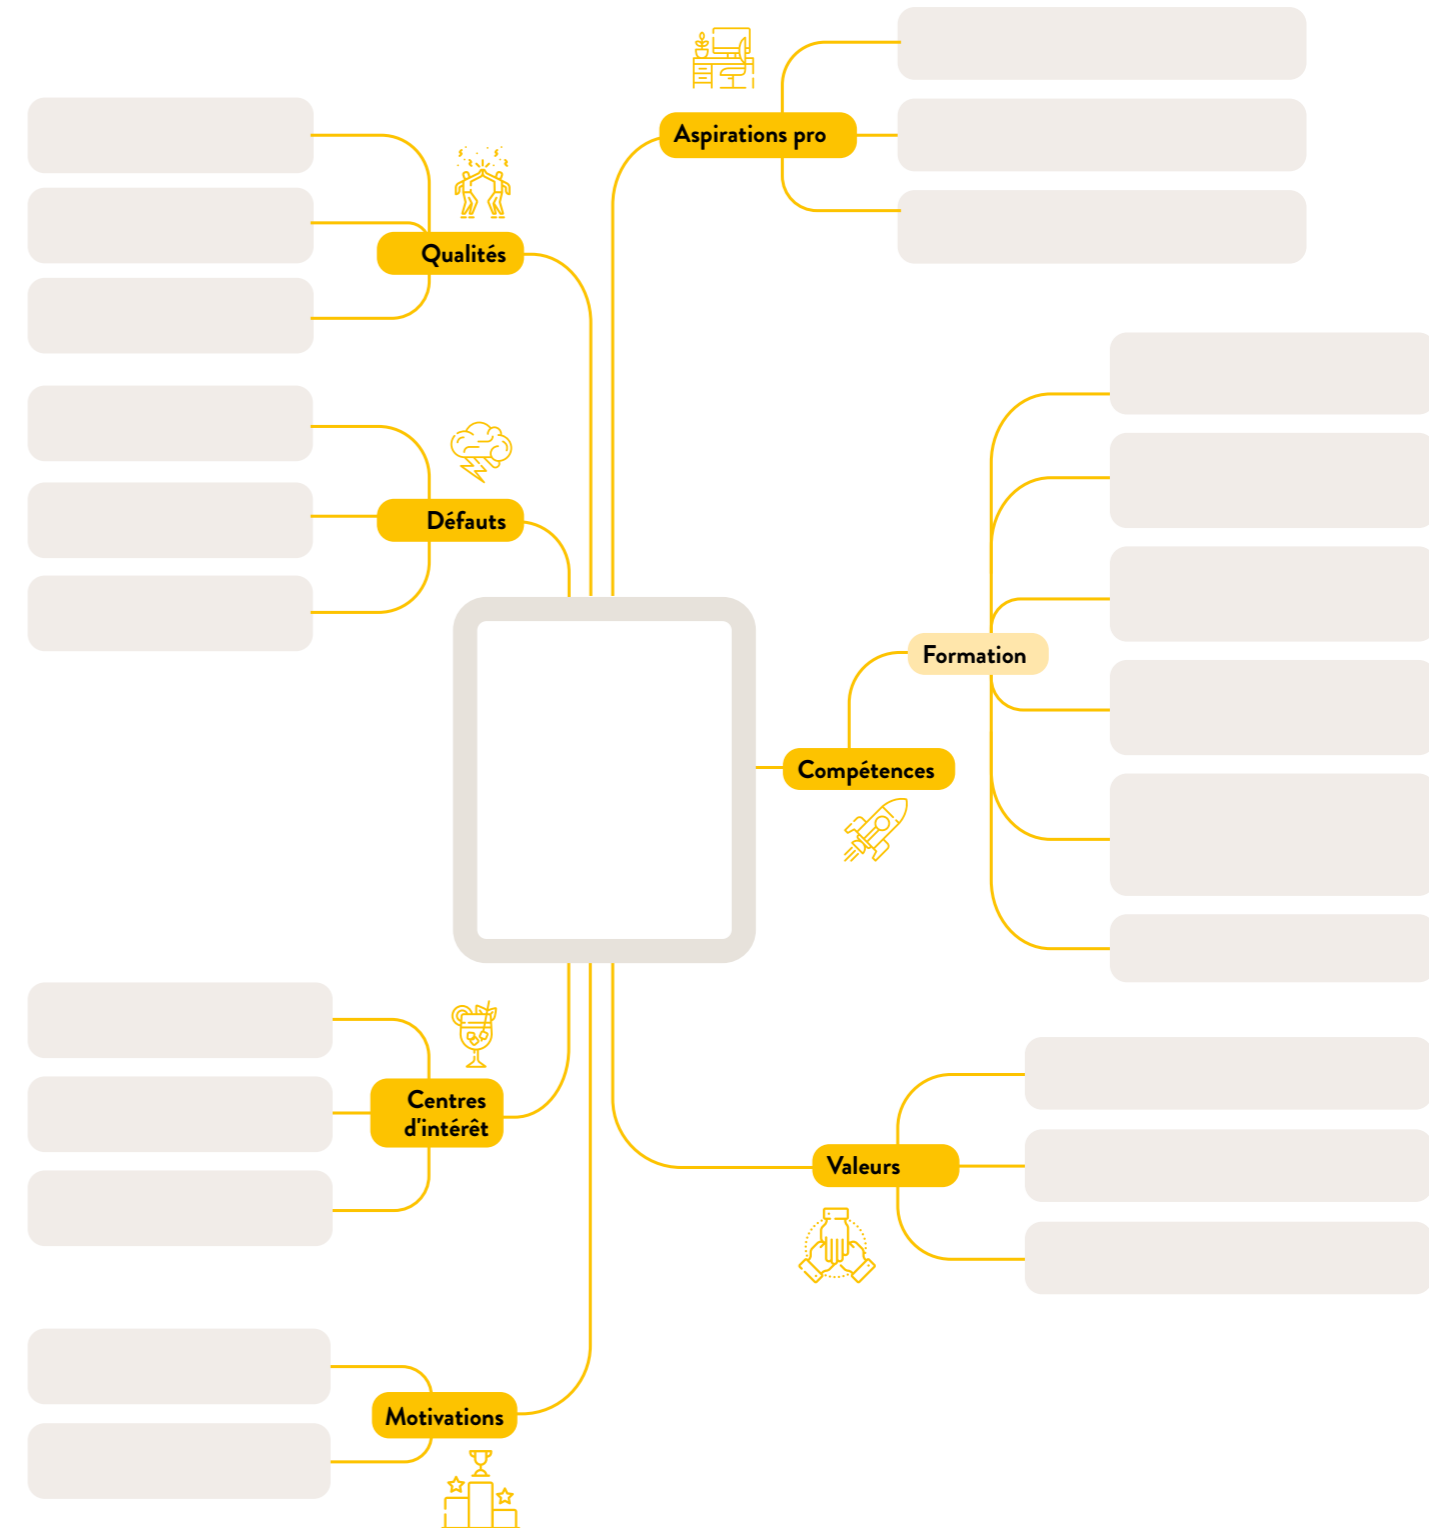 Aspirations pro
Qualités
Défauts
Formation
Compétences
Centres
d'intérêt
Valeurs
Motivations